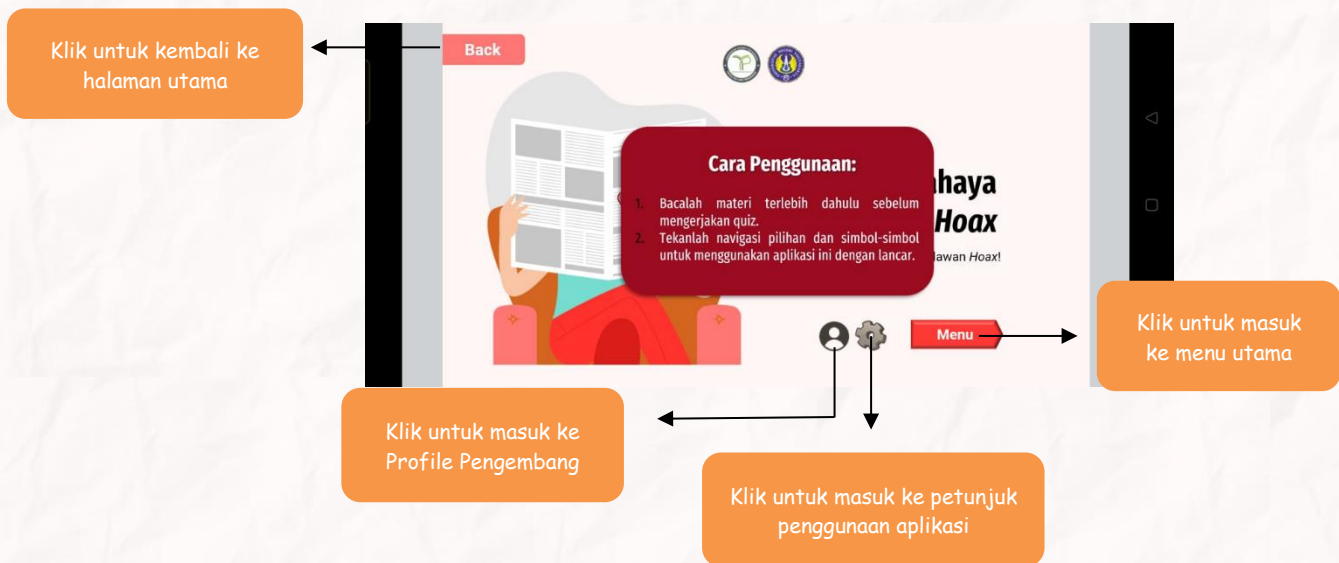 Klik untuk kembali ke
halaman utama
Back
Cara Penggunaan:
1. Bacalah materi terlebih dahulu sebelum
mengerjakan quiz.
2. Tekanlah navigasi pilihan dan simbol-simbol
untuk menggunakan aplikasi ini dengan lancar.
haya
Hoax
lawan Hoax!
Menu
Klik untuk masuk
ke menu utama
Klik untuk masuk ke
Profile Pengembang
Klik untuk masuk ke petunjuk
penggunaan aplikasi